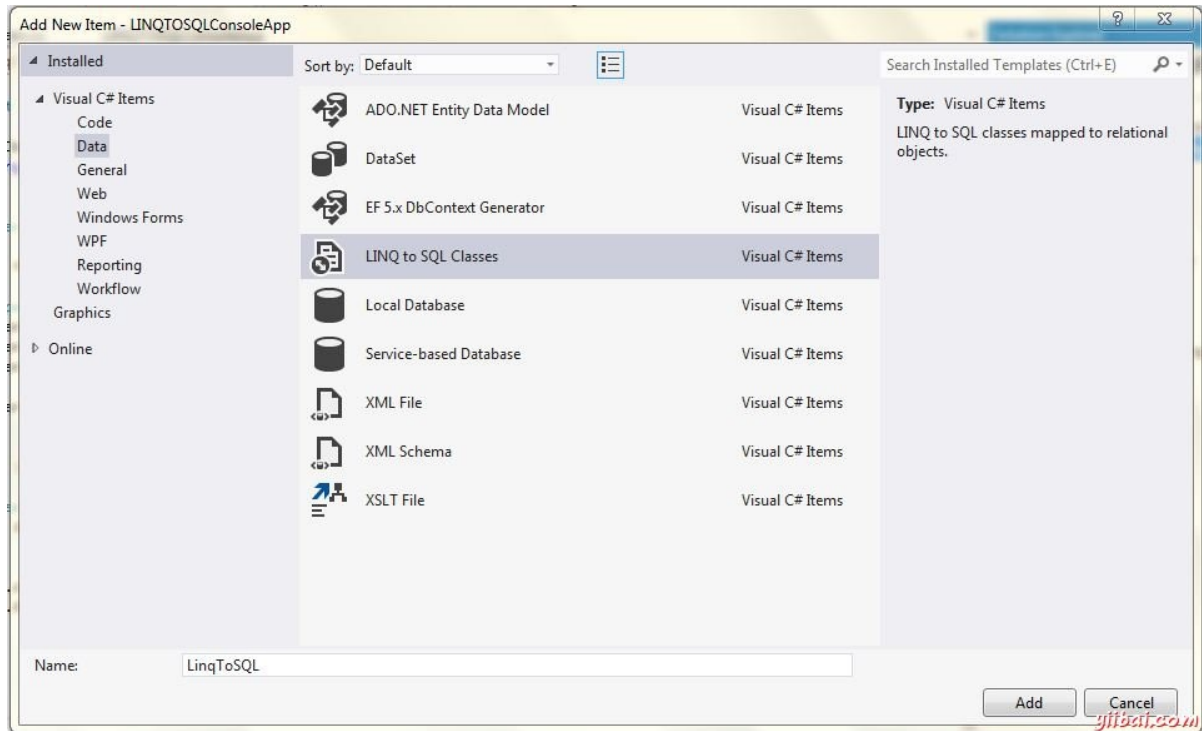 Add New Item - LINQTOSQLConsoleApp
Installed
Sort by: Default
Search Installed Templates (Ctrl+E)
Visual C# Items
Code
Data
General
Web
Windows Forms
WPF
Reporting
Workflow
Graphics
Online
ADO.NET Entity Data Model Visual C# Items
DataSet Visual C# Items
EF 5.x DbContext Generator Visual C# Items
LINQ to SQL Classes Visual C# Items
Local Database Visual C# Items
Service-based Database Visual C# Items
XML File Visual C# Items
XML Schema Visual C# Items
XSLT File Visual C# Items
Type: Visual C# Items
LINQ to SQL classes mapped to relational
objects.
Name: LinqToSQL
Add Cancel
yiibai.com